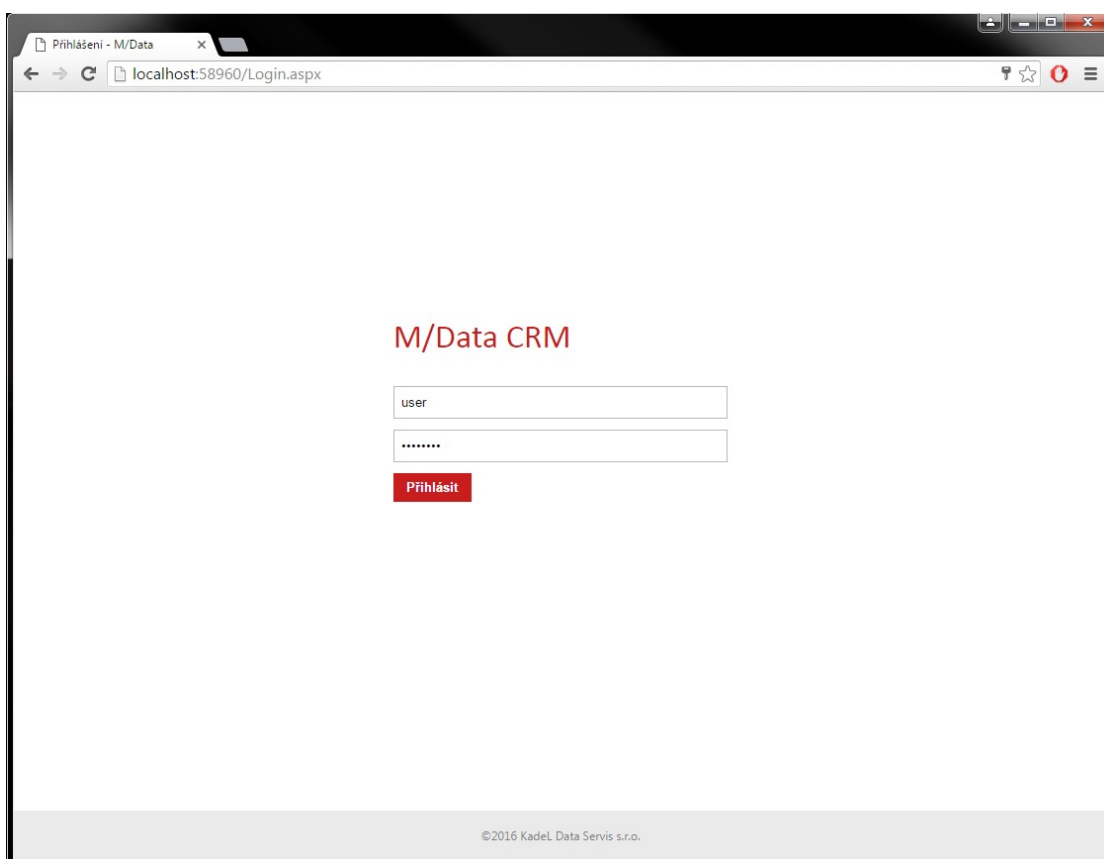 Přihlášení - M/Data
localhost:58960/Login.aspx
M/Data CRM
user
••••••••
Přihlásit
©2016 KadeL Data Servis s.r.o.